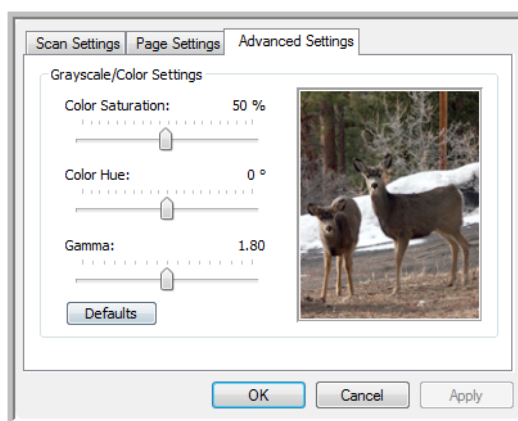 Scan Settings Page Settings Advanced Settings
Grayscale/Color Settings
Color Saturation: 50 %
Color Hue: 0 °
Gamma: 1.80
Defaults
OK Cancel Apply